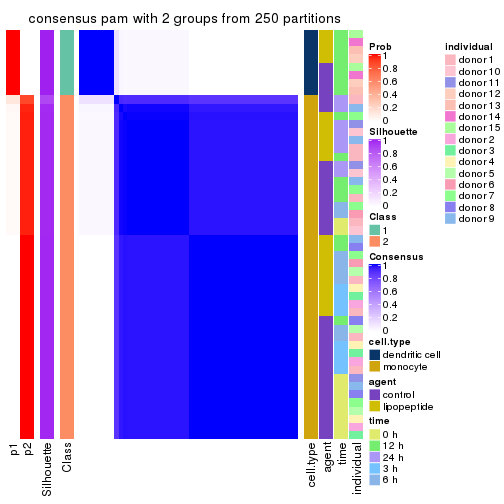 consensus pam with 2 groups from 250 partitions
p1
p2
Silhouette
Class
cell.type
agent
time
individual
Prob
1
0.8
0.6
0.4
0.2
0
Silhouette
1
0.8
0.6
0.4
0.2
0
Class
1
2
Consensus
1
0.8
0.6
0.4
0.2
0
cell.type
dendritic cell
monocyte
agent
control
lipopeptide
time
0 h
12 h
24 h
3 h
6 h
individual
donor 1
donor 10
donor 11
donor 12
donor 13
donor 14
donor 15
donor 2
donor 3
donor 4
donor 5
donor 6
donor 7
donor 8
donor 9